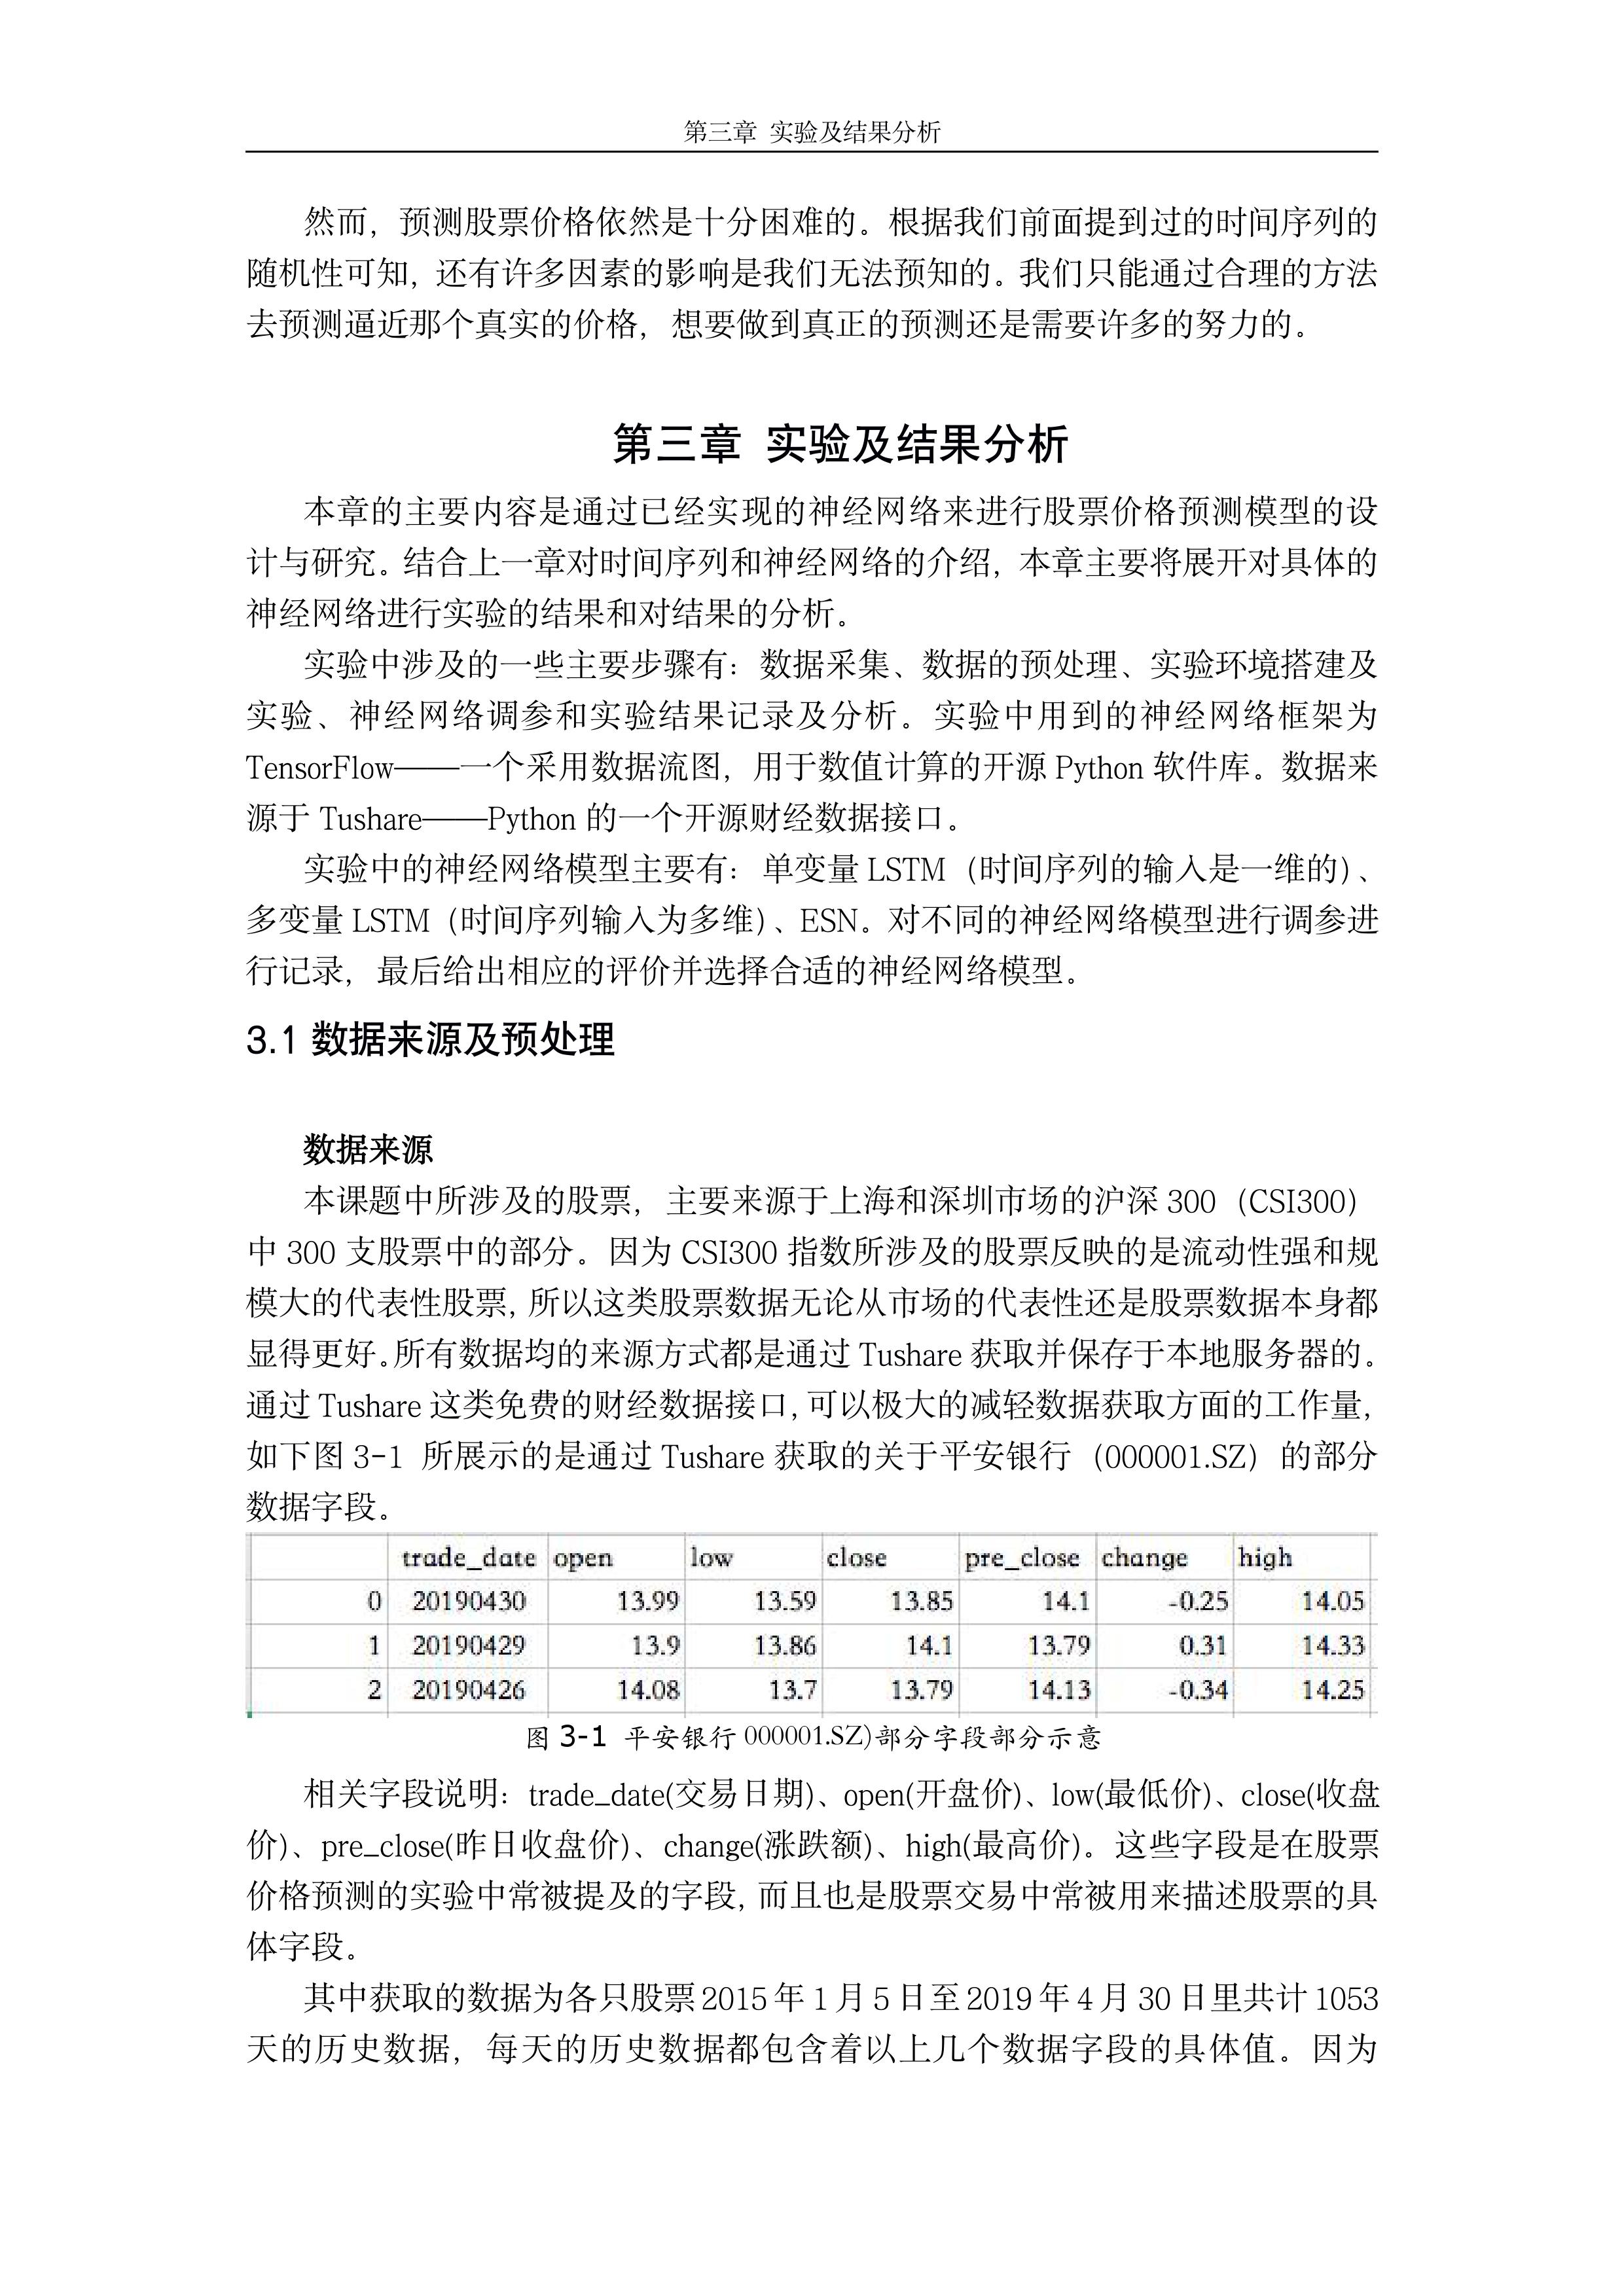 第三章 实验及结果分析
然而，预测股票价格依然是十分困难的。根据我们前面提到过的时间序列的
随机性可知，还有许多因素的影响是我们无法预知的。我们只能通过合理的方法
去预测逼近那个真实的价格，想要做到真正的预测还是需要许多的努力的。
第三章 实验及结果分析
本章的主要内容是通过已经实现的神经网络来进行股票价格预测模型的设
计与研究。结合上一章对时间序列和神经网络的介绍，本章主要将展开对具体的
神经网络进行实验的结果和对结果的分析。
实验中涉及的一些主要步骤有：数据采集、数据的预处理、实验环境搭建及
实验、神经网络调参和实验结果记录及分析。实验中用到的神经网络框架为
TensorFlow——一个采用数据流图，用于数值计算的开源 Python 软件库。数据来
源于 Tushare——Python 的一个开源财经数据接口。
实验中的神经网络模型主要有：单变量 LSTM（时间序列的输入是一维的）、
多变量 LSTM（时间序列输入为多维）、ESN。对不同的神经网络模型进行调参进
行记录，最后给出相应的评价并选择合适的神经网络模型。
3.1 数据来源及预处理
数据来源
本课题中所涉及的股票，主要来源于上海和深圳市场的沪深 300（CSI300）
中 300 支股票中的部分。因为 CSI300 指数所涉及的股票反映的是流动性强和规
模大的代表性股票，所以这类股票数据无论从市场的代表性还是股票数据本身都
显得更好。所有数据均的来源方式都是通过 Tushare 获取并保存于本地服务器的。
通过 Tushare 这类免费的财经数据接口，可以极大的减轻数据获取方面的工作量，
如下图 3-1 所展示的是通过 Tushare 获取的关于平安银行（000001.SZ）的部分
数据字段。
trade_date open low close pre_close change high
0 20190430 13.99 13.59 13.85 14.1 -0.25 14.05
1 20190429 13.9 13.86 14.1 13.79 0.31 14.33
2 20190426 14.08 13.7 13.79 14.13 -0.34 14.25
图 3-1 平安银行 000001.SZ)部分字段部分示意
相关字段说明：trade_date(交易日期)、open(开盘价)、low(最低价)、close(收盘
价)、pre_close(昨日收盘价)、change(涨跌额)、high(最高价)。这些字段是在股票
价格预测的实验中常被提及的字段，而且也是股票交易中常被用来描述股票的具
体字段。
其中获取的数据为各只股票 2015 年 1 月 5 日至 2019 年 4 月 30 日里共计 1053
天的历史数据，每天的历史数据都包含着以上几个数据字段的具体值。因为